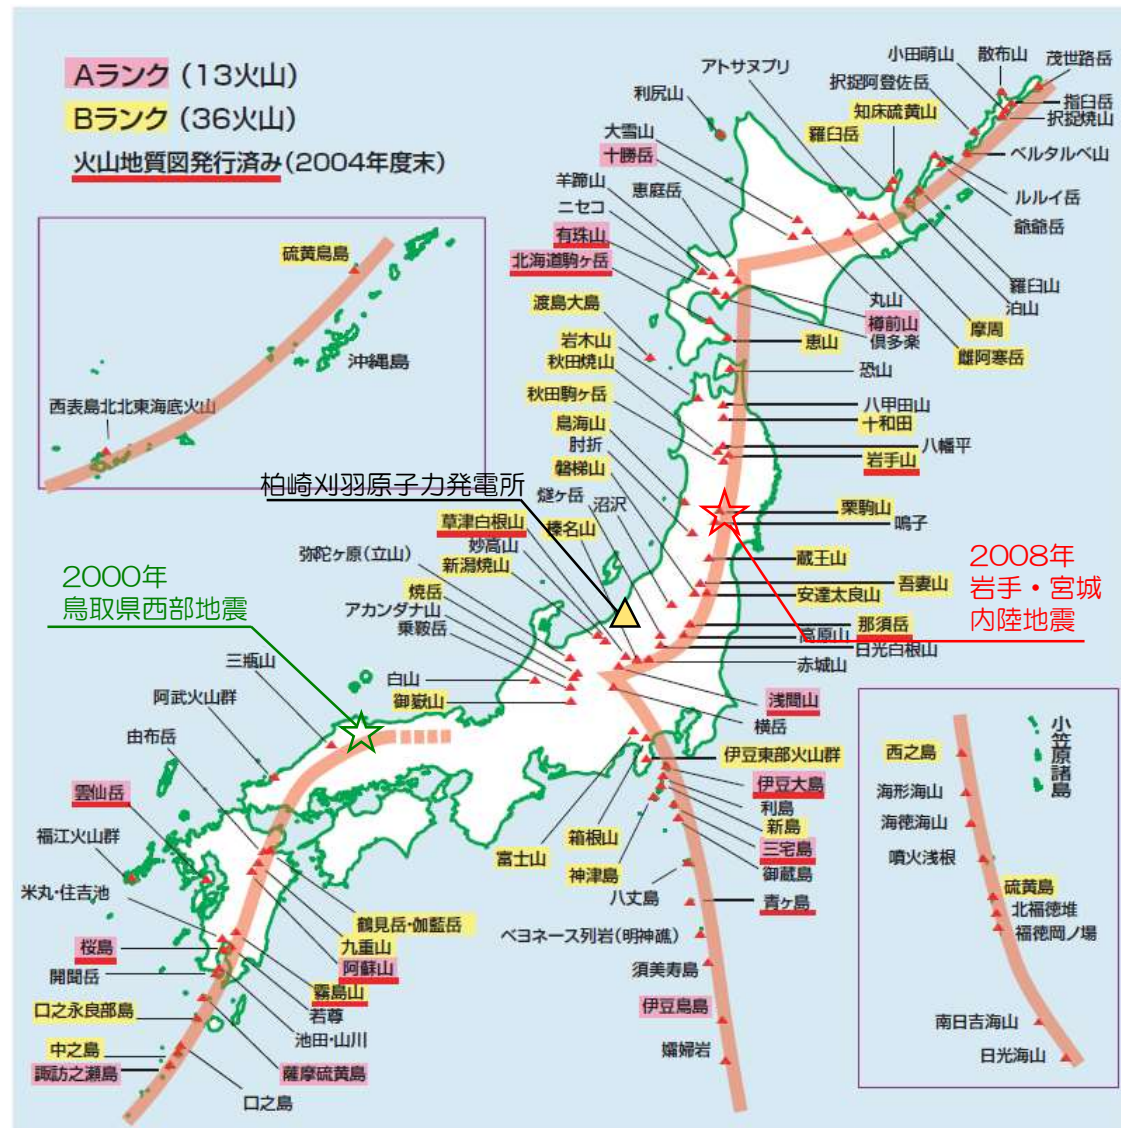 Aランク (13火山)
Bランク (36火山)
火山地質図発行済み(2004年度末)
硫黄鳥島
沖縄島
西表島北北東海底火山
小田萌山
散布山
茂世路岳
アトサヌプリ
択捉阿登佐岳
指臼岳
利尻山
知床硫黄山
択捉焼山
大雪山
羅臼岳
十勝岳
ベルタルベ山
羊蹄山
恵庭岳
ルルイ岳
ニセコ
爺爺岳
有珠山
北海道駒ヶ岳
羅臼山
泊山
丸山
渡島大島
樽前山
摩周
倶多楽
恵山
雌阿寒岳
岩木山
秋田焼山
恐山
秋田駒ヶ岳
八甲田山
十和田
鳥海山
八幡平
肘折
岩手山
磐梯山
柏崎刈羽原子力発電所
燧ヶ岳
沼沢
栗駒山
草津白根山
榛名山
鳴子
妙高山
弥陀ヶ原(立山)
新潟焼山
蔵王山
2008年
岩手・宮城
内陸地震
2000年
鳥取県西部地震
焼岳
吾妻山
アカンダナ山
安達太良山
乗鞍岳
那須岳
高原山
日光白根山
三瓶山
赤城山
白山
阿武火山群
御嶽山
浅間山
横岳
由布岳
伊豆東部火山群
雲仙岳
伊豆大島
利島
福江火山群
箱根山
新島
富士山
三宅島
神津島
御蔵島
米丸・住吉池
八丈島
青ヶ島
鶴見岳・伽藍岳
ベヨネース列岩(明神礁)
桜島
九重山
阿蘇山
開聞岳
須美寿島
霧島山
口之永良部島
若尊
伊豆鳥島
池田・山川
中之島
諏訪之瀬島
薩摩硫黄島
孀婦岩
口之島
小笠原諸島
西之島
海形海山
海徳海山
噴火浅根
硫黄島
北福徳堆
福徳岡ノ場
南日吉海山
日光海山